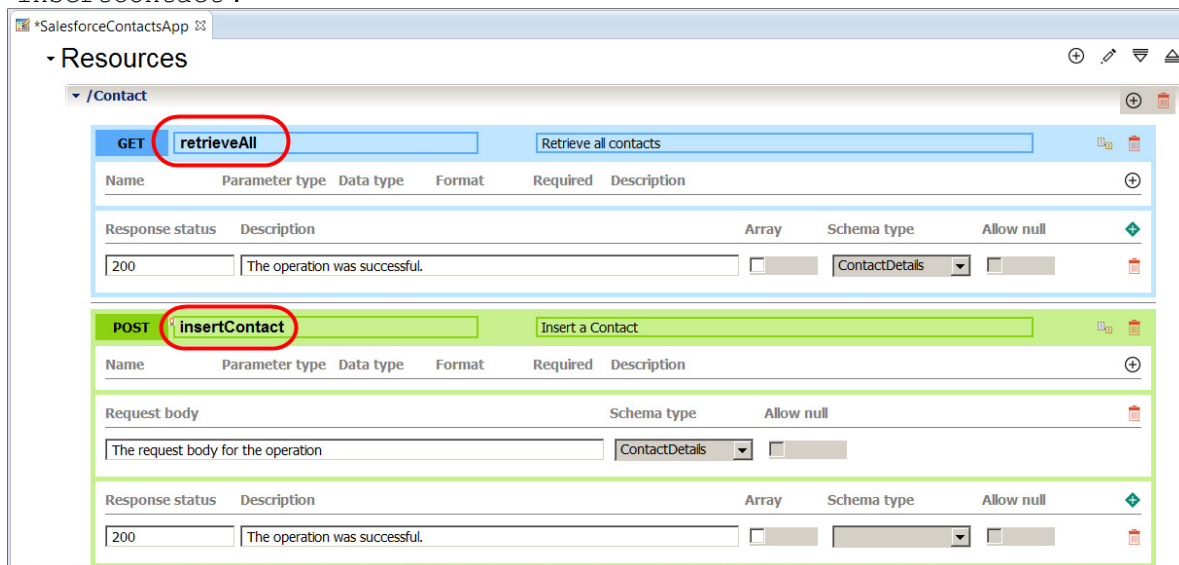 insertContact .
*SalesforceContactsApp
Resources
/Contact
GET retrieveAll Retrieve all contacts
Name Parameter type Data type Format Required Description
Response status Description Array Schema type Allow null
200 The operation was successful. ContactDetails
POST insertContact Insert a Contact
Name Parameter type Data type Format Required Description
Request body Schema type Allow null
The request body for the operation ContactDetails
Response status Description Array Schema type Allow null
200 The operation was successful.